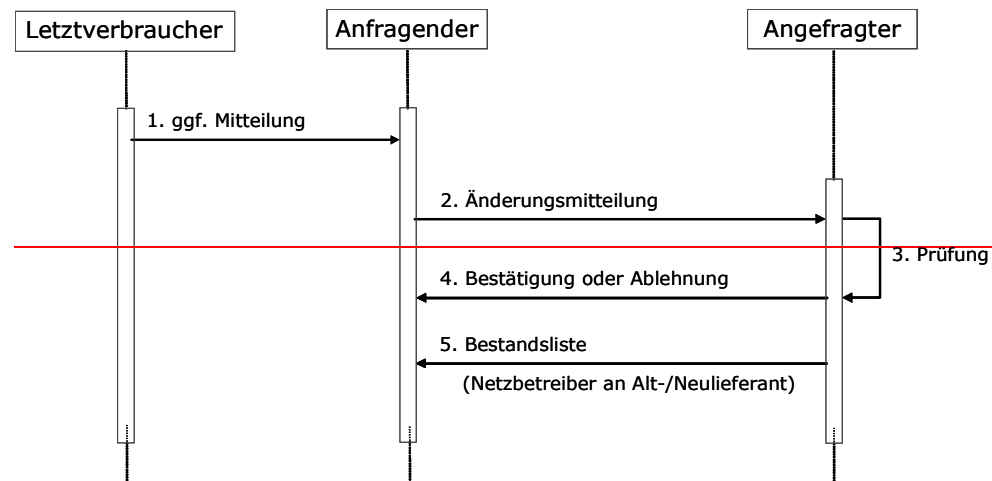 Letztverbraucher
Anfragender
Angefragter
1. ggf. Mitteilung
2. Änderungsmitteilung
3. Prüfung
4. Bestätigung oder Ablehnung
5. Bestandsliste
(Netzbetreiber an Alt-/Neulieferant)